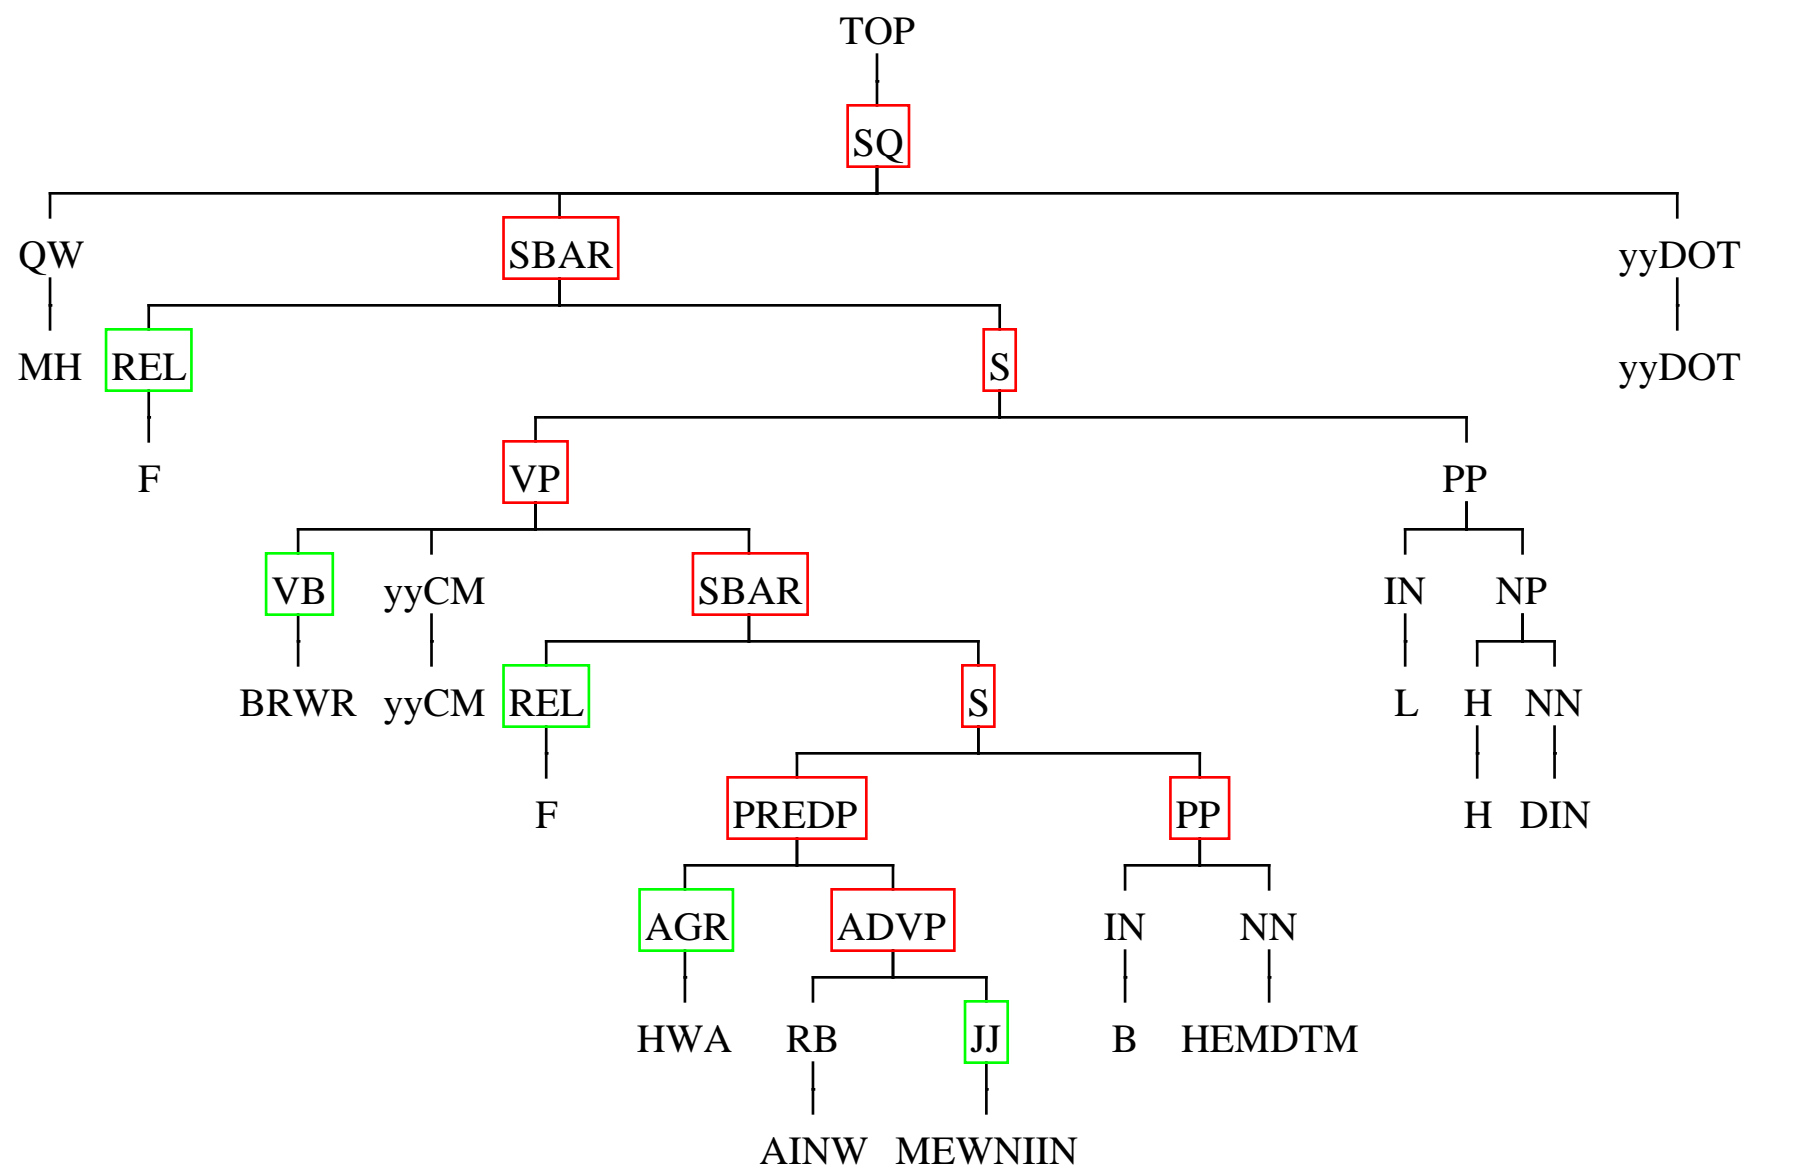 TOP
SQ
QW SBAR yyDOT
MH REL S yyDOT
F VP PP
VB yyCM SBAR IN NP
BRWR yyCM REL S L H NN
F PREDP PP H DIN
AGR ADVP IN NN
HWA RB JJ B HEMDTM
AINW MEWNIIN